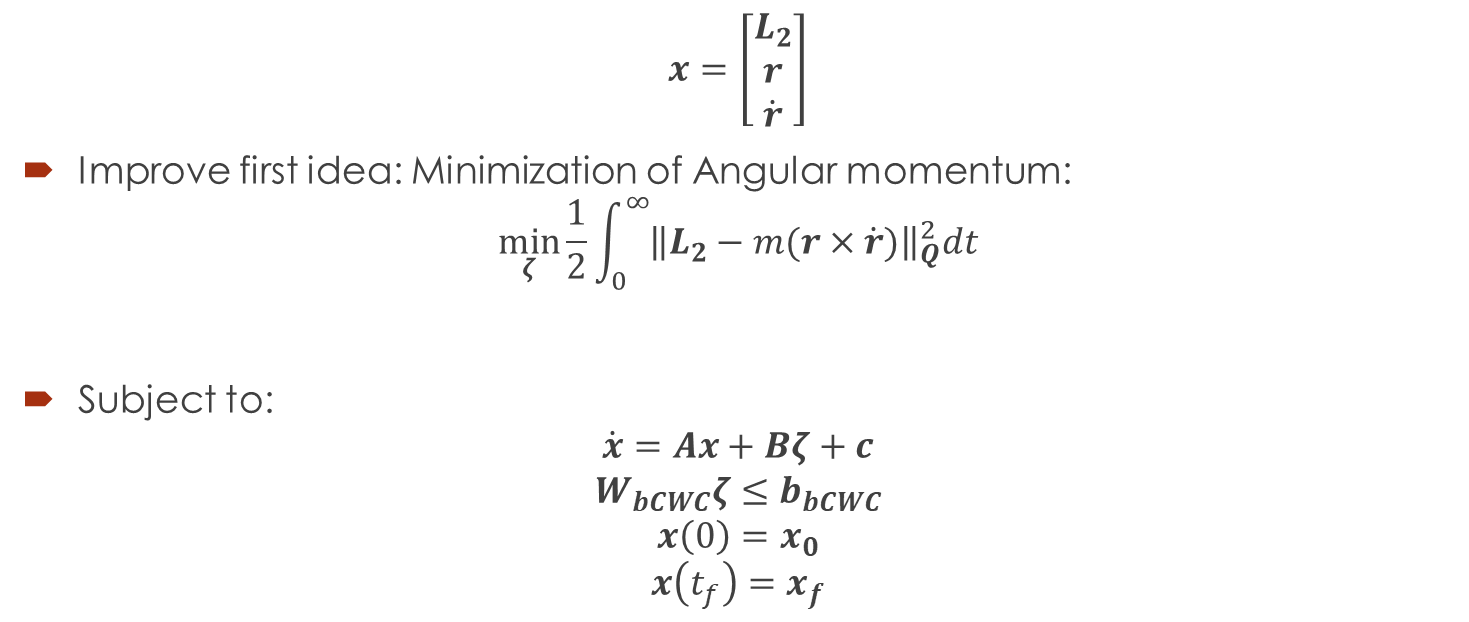 𝒙 = [𝑳₂ 𝒓 𝒓̇]
Improve first idea: Minimization of Angular momentum:
min_𝜻 1/2 ∫₀^∞ ‖𝑳₂ − m(𝒓 × 𝒓̇)‖²_𝑸 dt
Subject to:
𝒙̇ = 𝑨𝒙 + 𝑩𝜻 + 𝒄
𝑾_bCWC 𝜻 ≤ 𝒃_bCWC
𝒙(0) = 𝒙₀
𝒙(t_f) = 𝒙_f